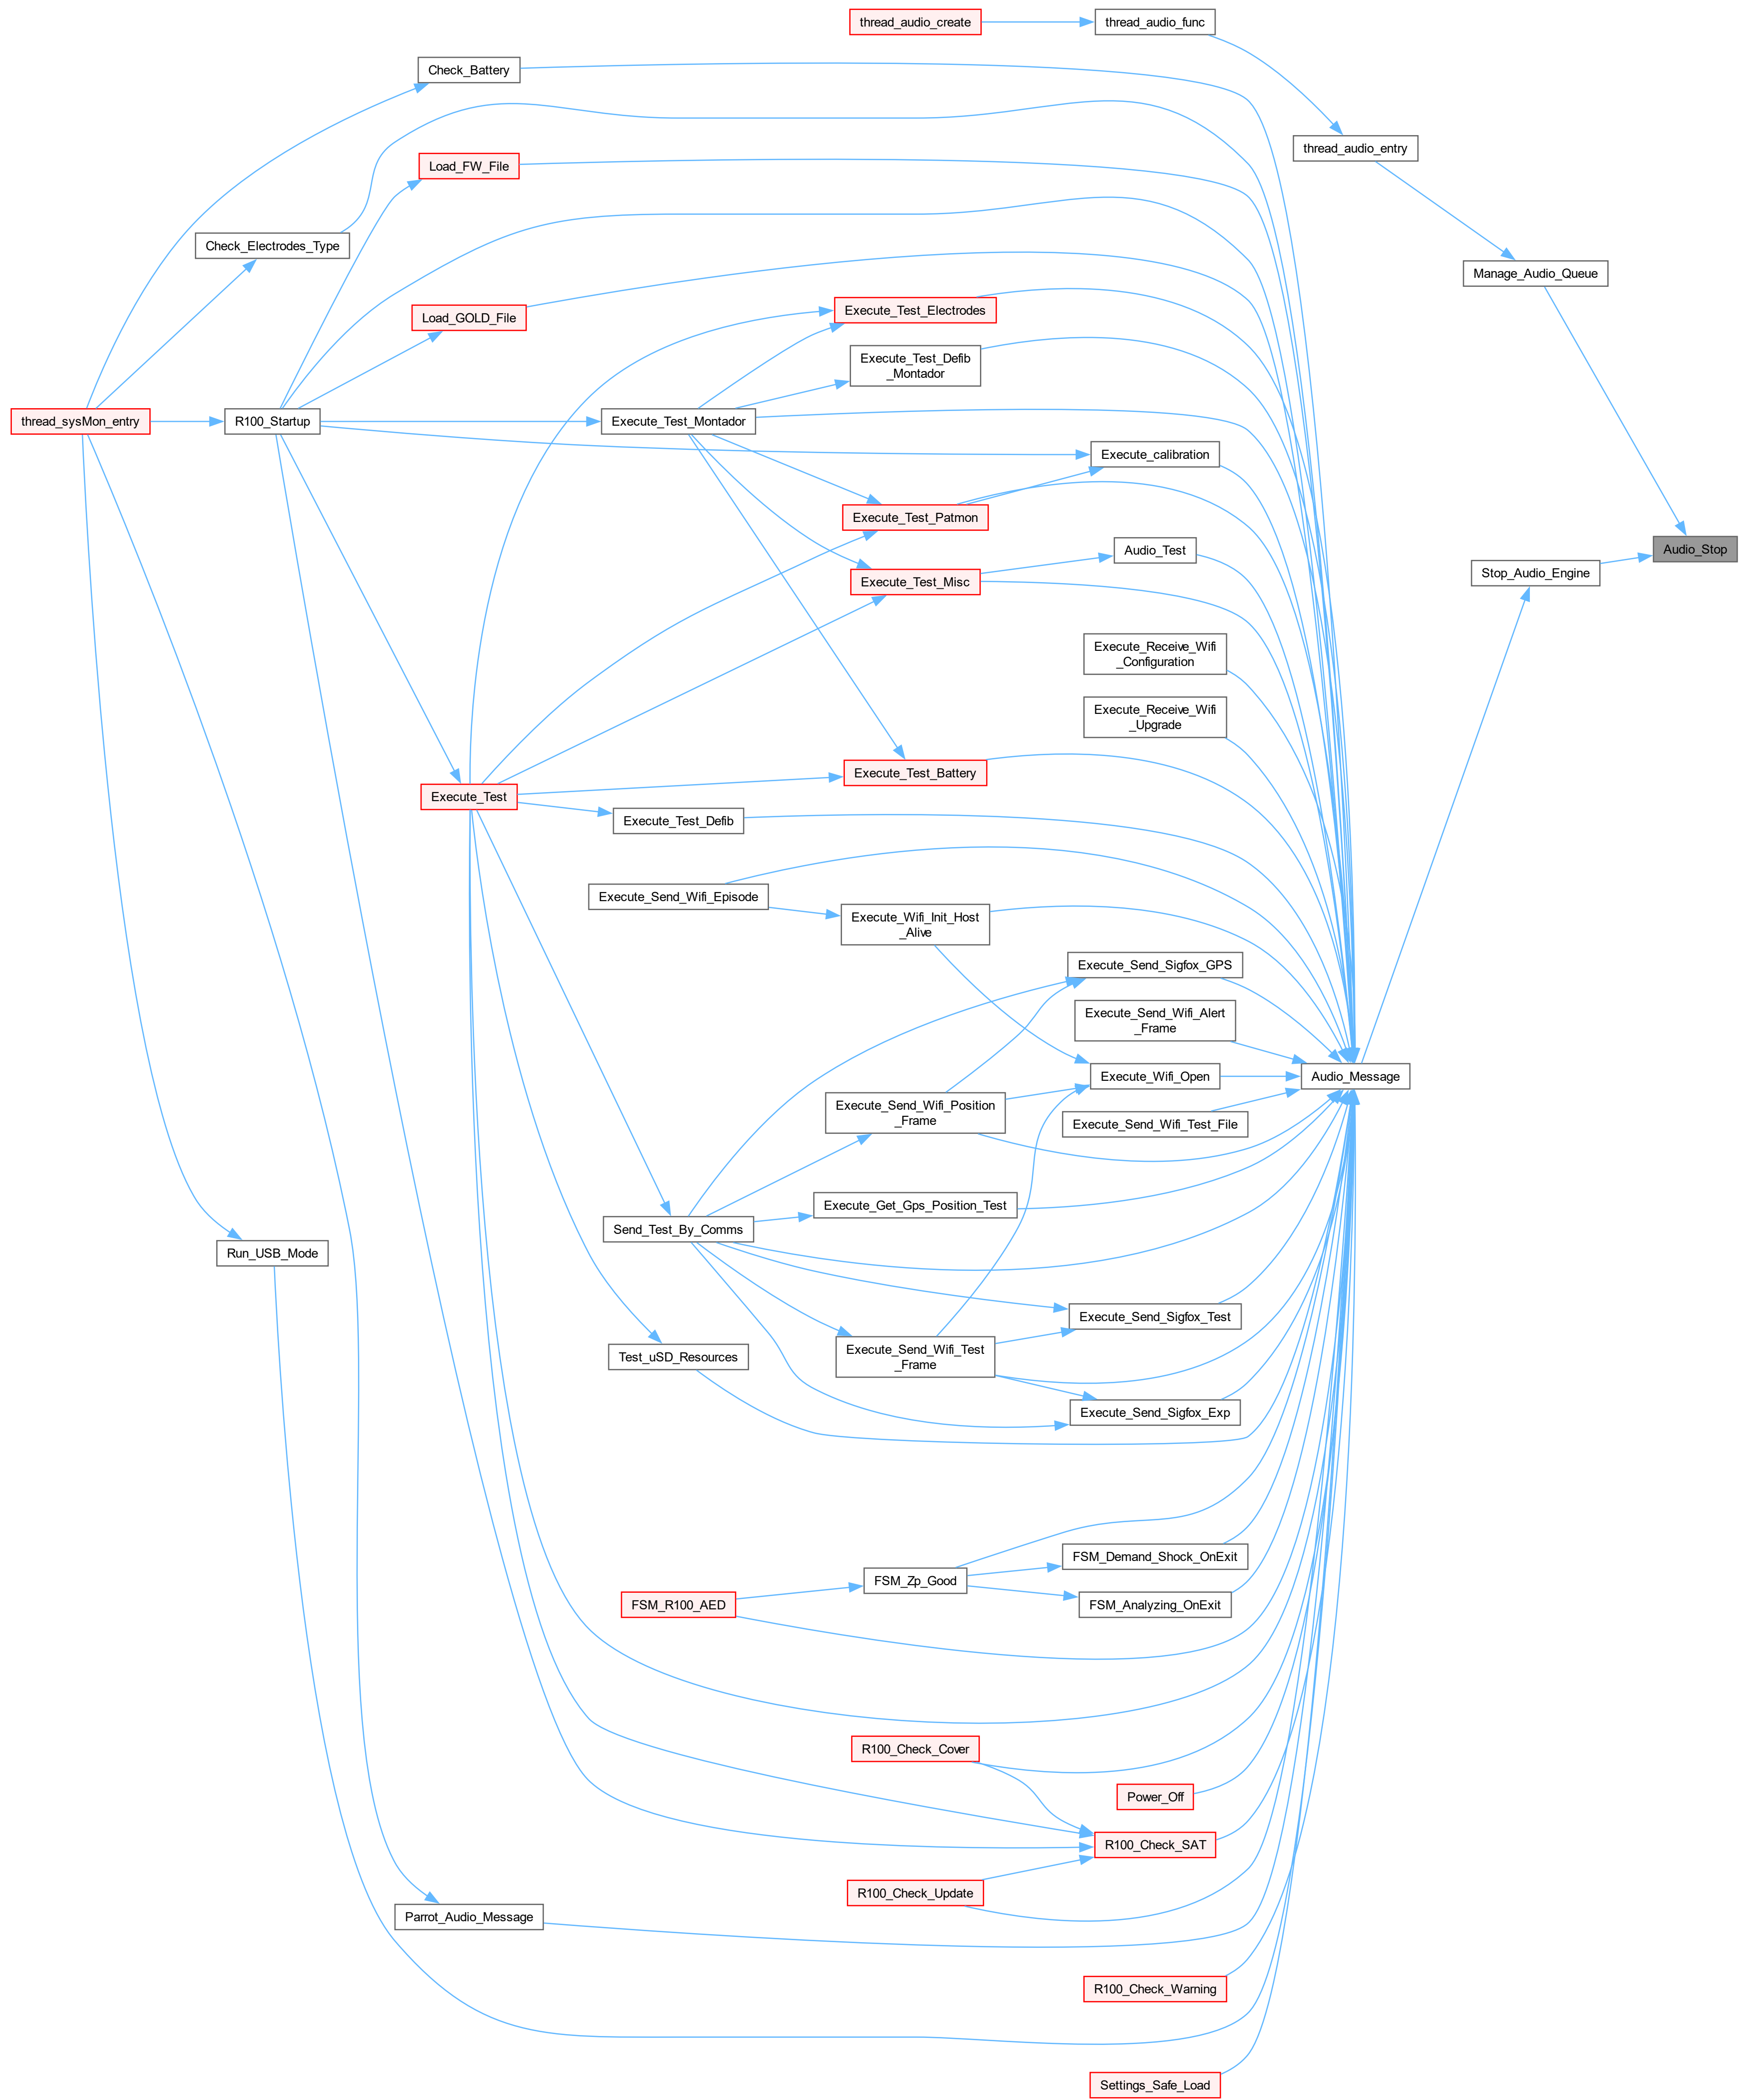 thread_audio_create
thread_audio_func
Check_Battery
thread_audio_entry
Load_FW_File
Check_Electrodes_Type
Manage_Audio_Queue
Load_GOLD_File
Execute_Test_Electrodes
Execute_Test_Defib
_Montador
thread_sysMon_entry
R100_Startup
Execute_Test_Montador
Execute_calibration
Execute_Test_Patmon
Audio_Test
Audio_Stop
Execute_Test_Misc
Stop_Audio_Engine
Execute_Receive_Wifi
_Configuration
Execute_Receive_Wifi
_Upgrade
Execute_Test_Battery
Execute_Test
Execute_Test_Defib
Execute_Send_Wifi_Episode
Execute_Wifi_Init_Host
_Alive
Execute_Send_Sigfox_GPS
Execute_Send_Wifi_Alert
_Frame
Execute_Wifi_Open
Audio_Message
Execute_Send_Wifi_Position
_Frame
Execute_Send_Wifi_Test_File
Execute_Get_Gps_Position_Test
Send_Test_By_Comms
Run_USB_Mode
Execute_Send_Sigfox_Test
Execute_Send_Wifi_Test
_Frame
Test_uSD_Resources
Execute_Send_Sigfox_Exp
FSM_Demand_Shock_OnExit
FSM_Zp_Good
FSM_R100_AED
FSM_Analyzing_OnExit
R100_Check_Cover
Power_Off
R100_Check_SAT
R100_Check_Update
Parrot_Audio_Message
R100_Check_Warning
Settings_Safe_Load